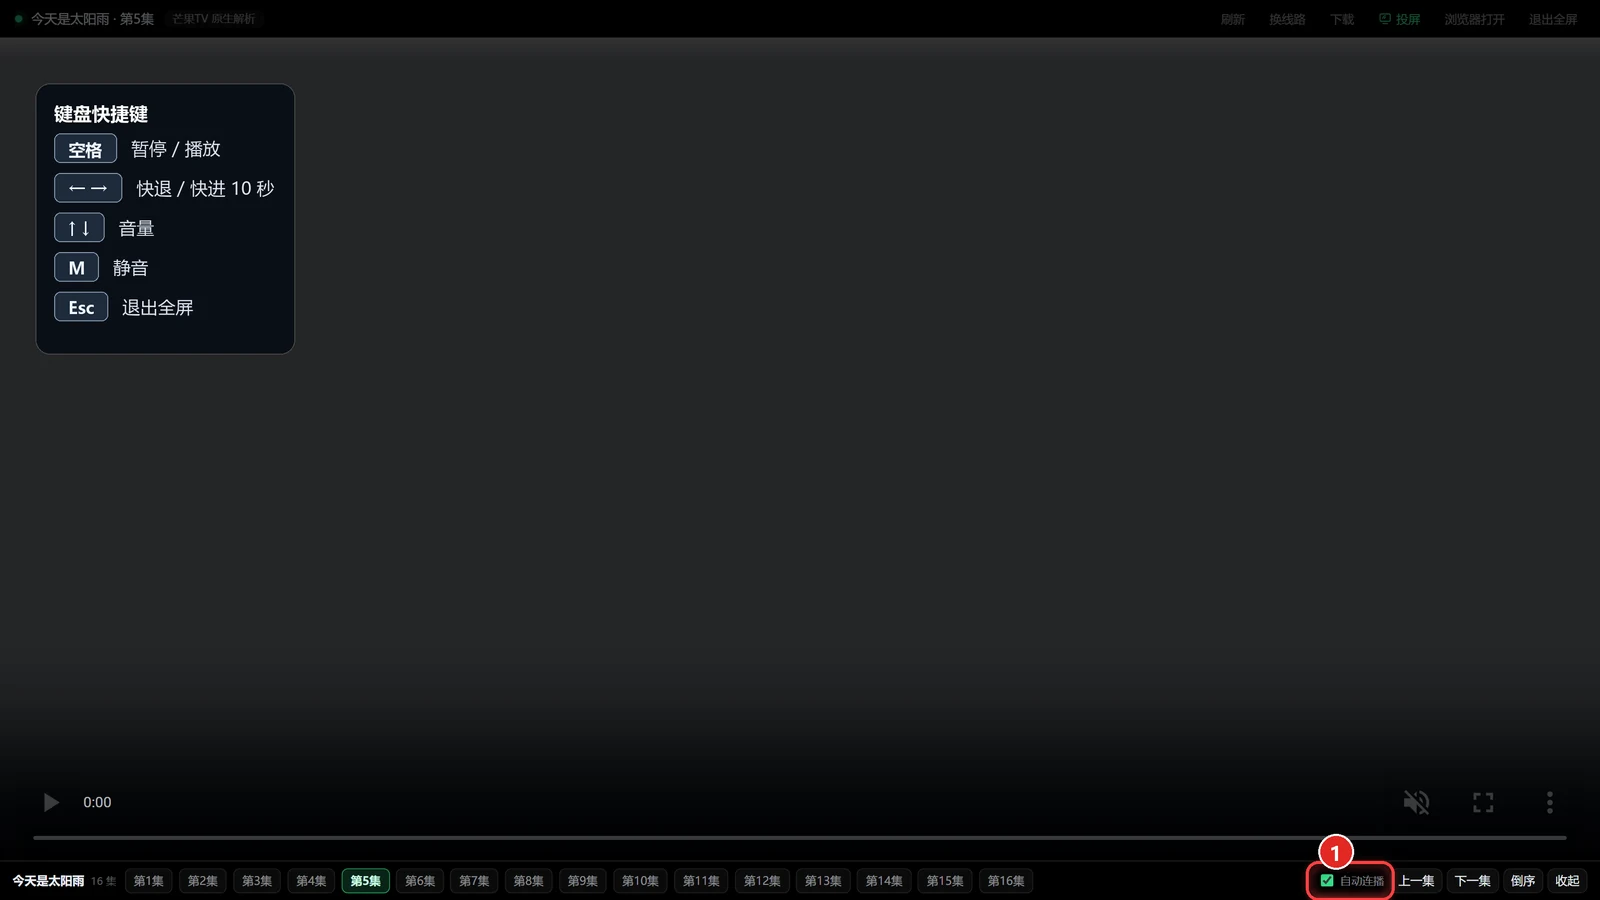 今天是太阳雨 · 第5集 芒果TV 原生解析 刷新 换线路 下载 投屏 浏览器打开 退出全屏
键盘快捷键
空格 暂停 / 播放
←→ 快退 / 快进 10 秒
↑↓ 音量
M 静音
Esc 退出全屏
0:00
1
今天是太阳雨 16 集 第1集 第2集 第3集 第4集 第5集 第6集 第7集 第8集 第9集 第10集 第11集 第12集 第13集 第14集 第15集 第16集 自动连播 上一集 下一集 倒序 收起